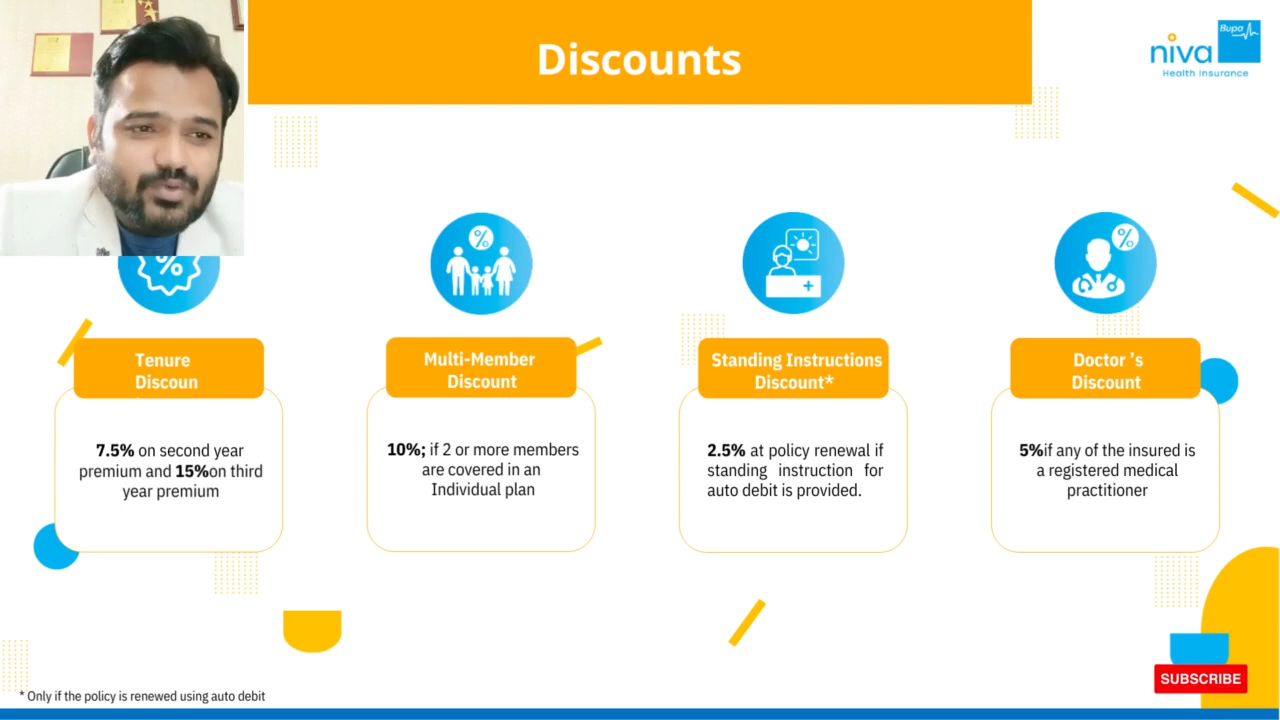 Discounts
Bupa
niva
Health Insurance
%
%
%
Tenure
Discoun
7.5% on second year
premium and 15%on third
year premium
Multi-Member
Discount
10%; if 2 or more members
are covered in an
Individual plan
Standing Instructions
Discount*
2.5% at policy renewal if
standing instruction for
auto debit is provided.
Doctor ’s
Discount
5%if any of the insured is
a registered medical
practitioner
SUBSCRIBE
* Only if the policy is renewed using auto debit